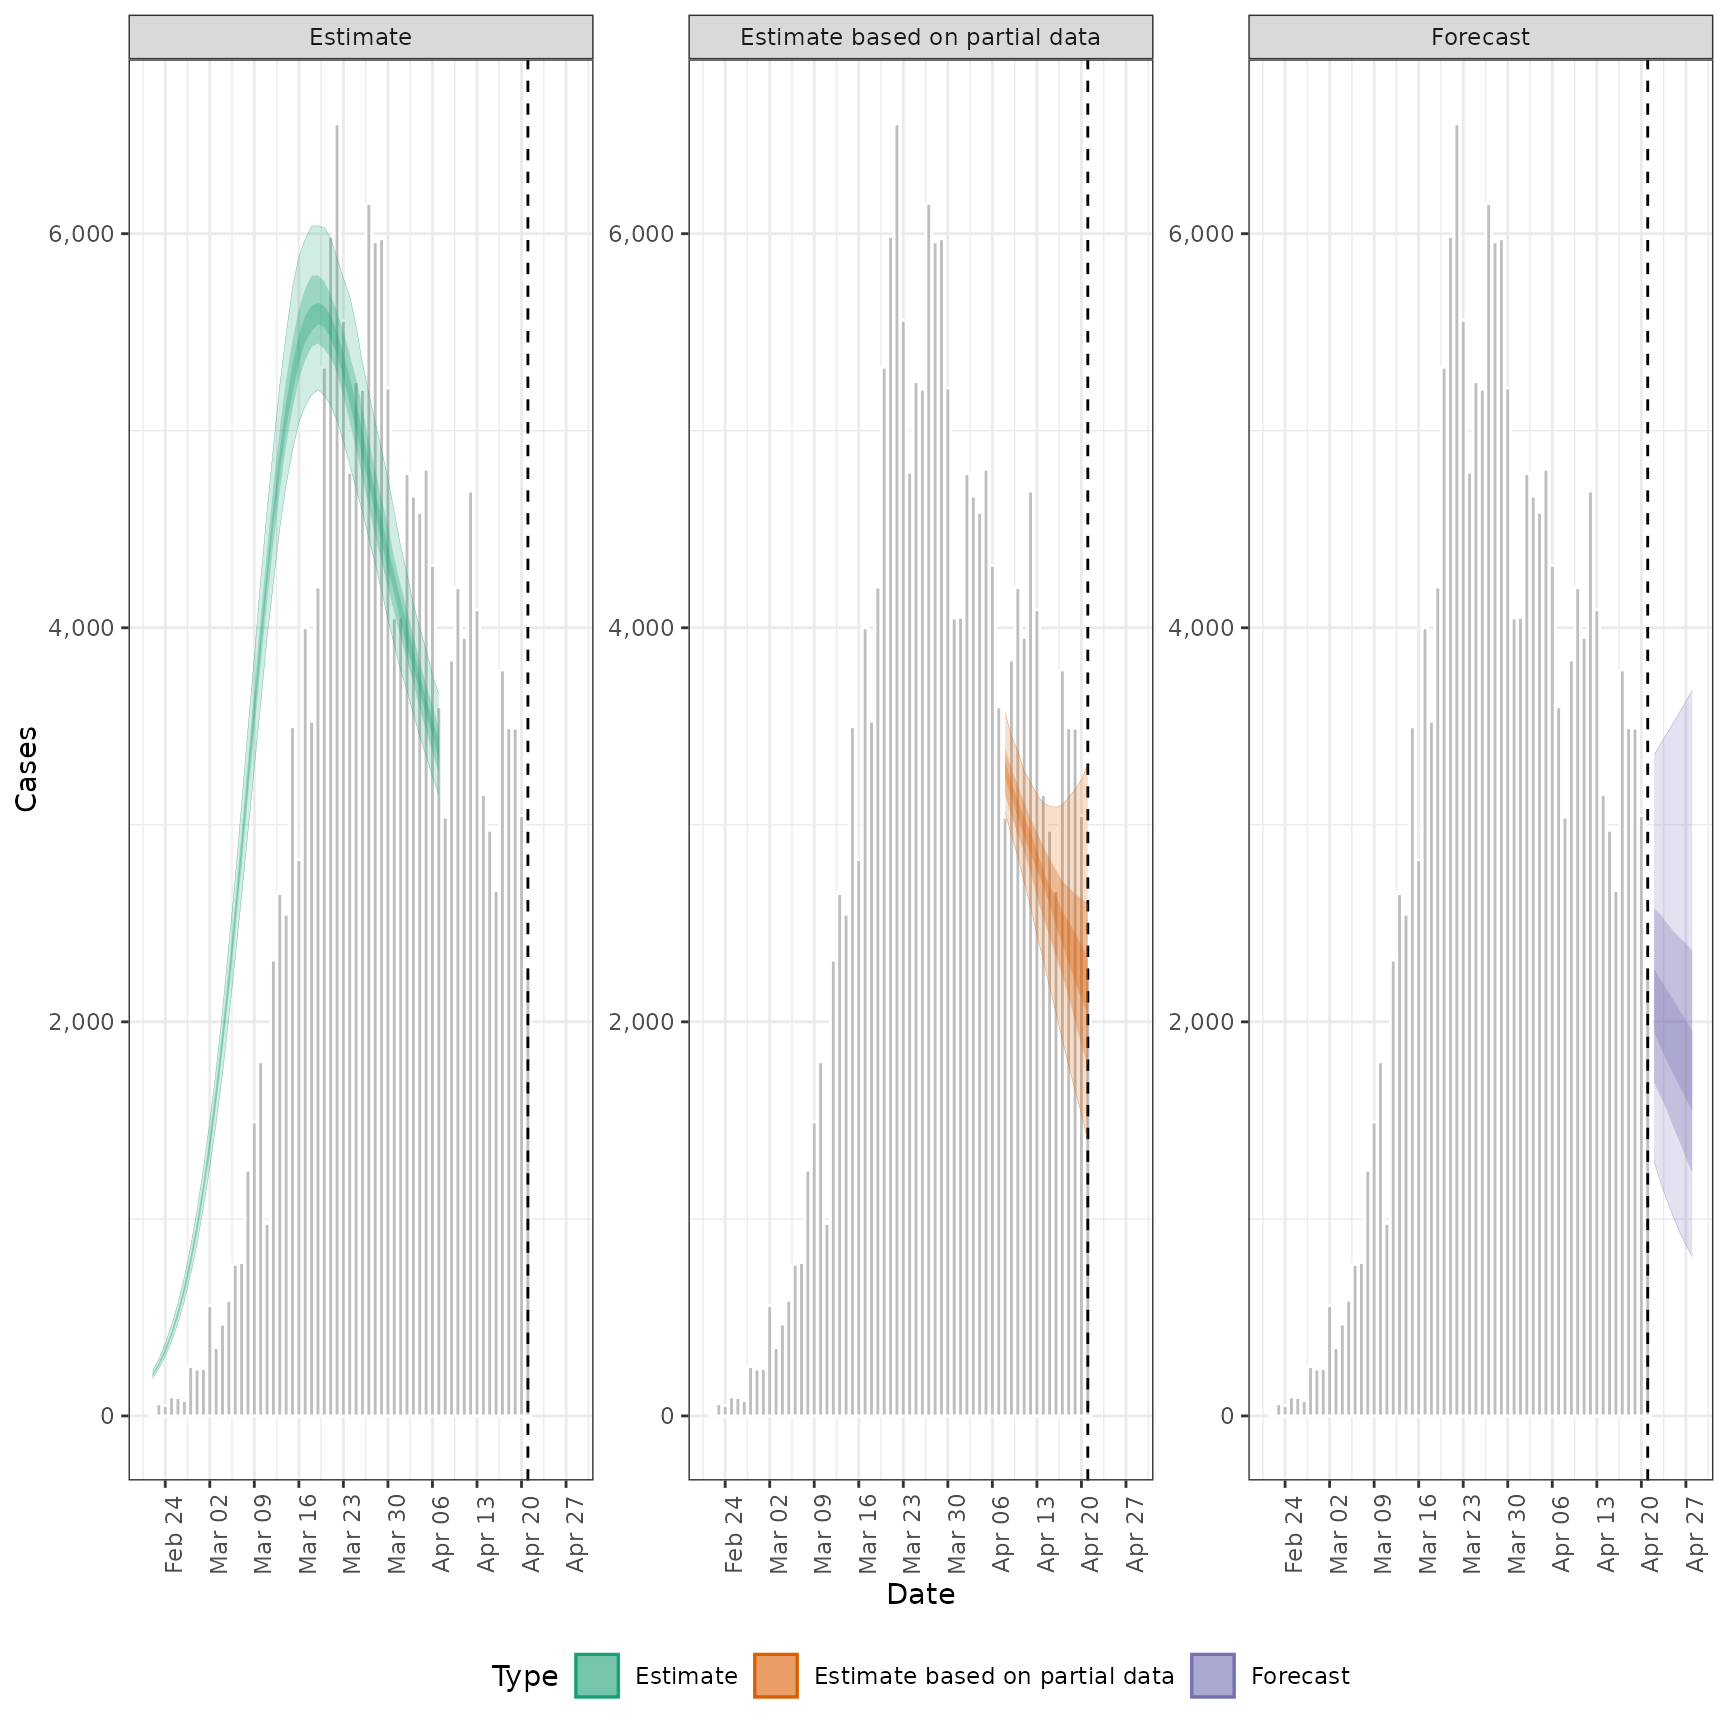 Estimate
Estimate based on partial data
Forecast
Cases
6,000
4,000
2,000
0
6,000
4,000
2,000
0
6,000
4,000
2,000
0
Feb 24
Mar 02
Mar 09
Mar 16
Mar 23
Mar 30
Apr 06
Apr 13
Apr 20
Apr 27
Feb 24
Mar 02
Mar 09
Mar 16
Mar 23
Mar 30
Apr 06
Apr 13
Apr 20
Apr 27
Feb 24
Mar 02
Mar 09
Mar 16
Mar 23
Mar 30
Apr 06
Apr 13
Apr 20
Apr 27
Date
Type Estimate Estimate based on partial data Forecast